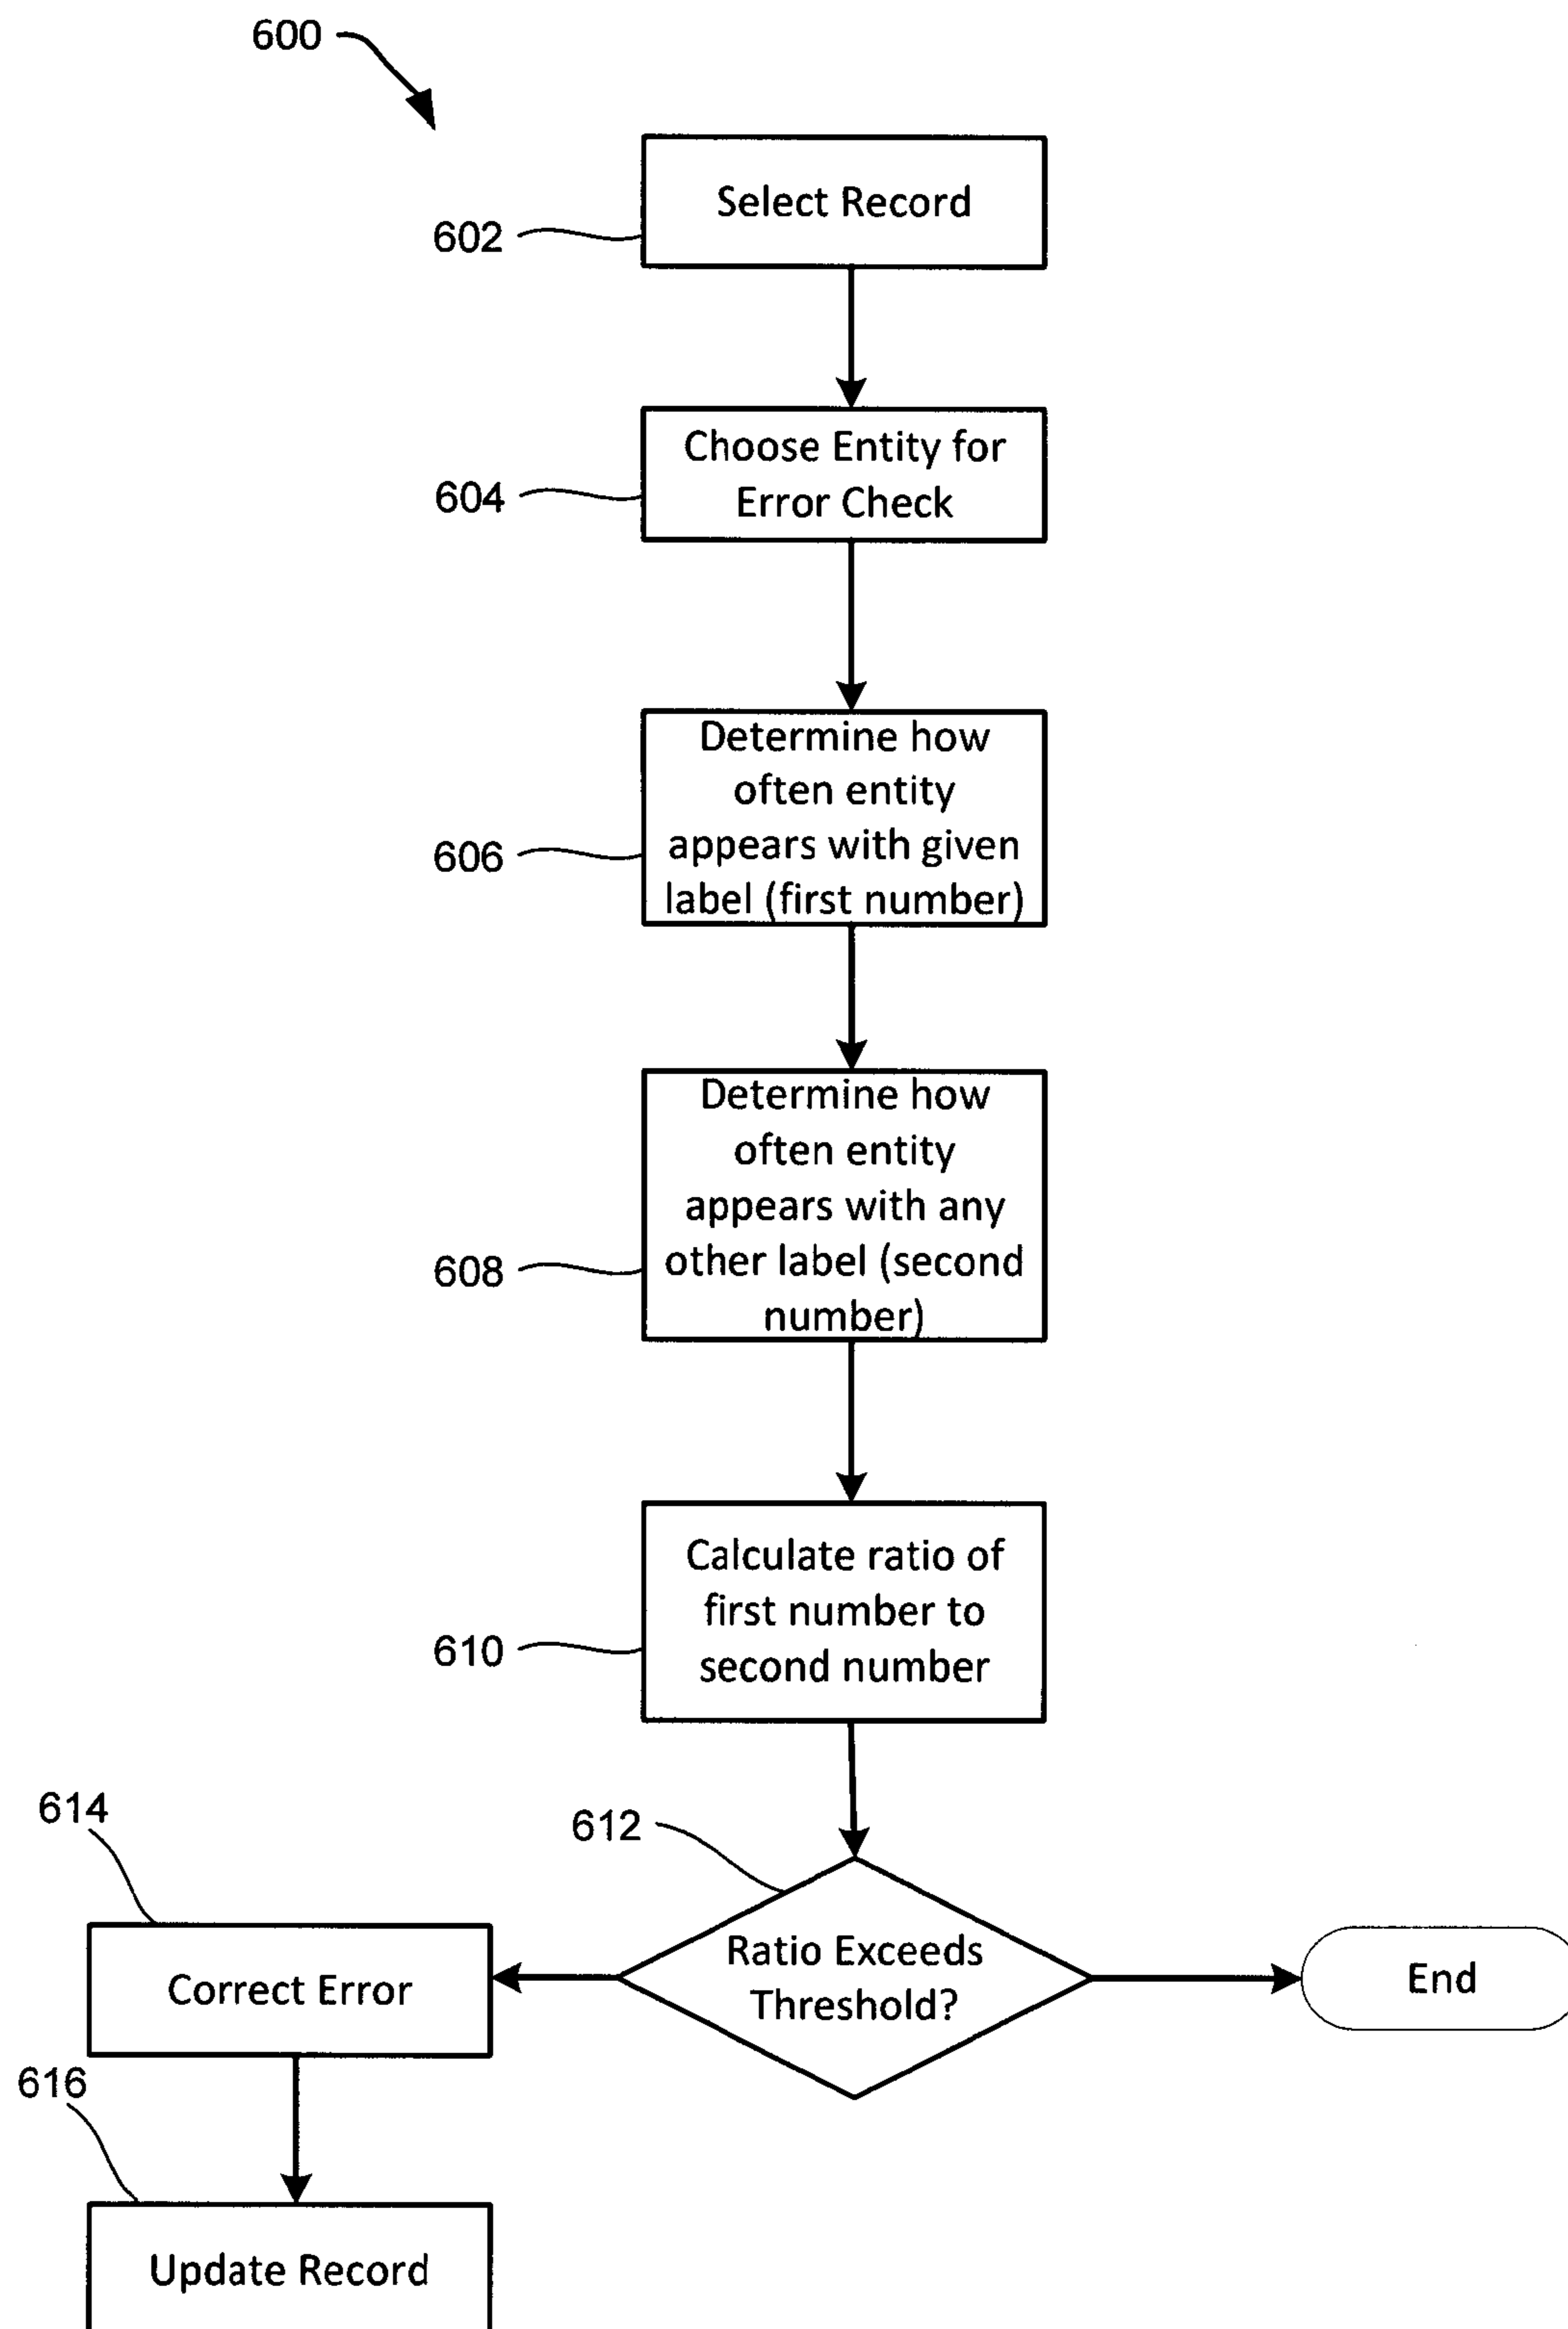 600
Select Record
602
Choose Entity for
Error Check
604
Determine how
often entity
appears with given
label (first number)
606
Determine how
often entity
appears with any
other label (second
number)
608
Calculate ratio of
first number to
second number
610
614
612
Ratio Exceeds
Threshold?
Correct Error
End
616
Update Record